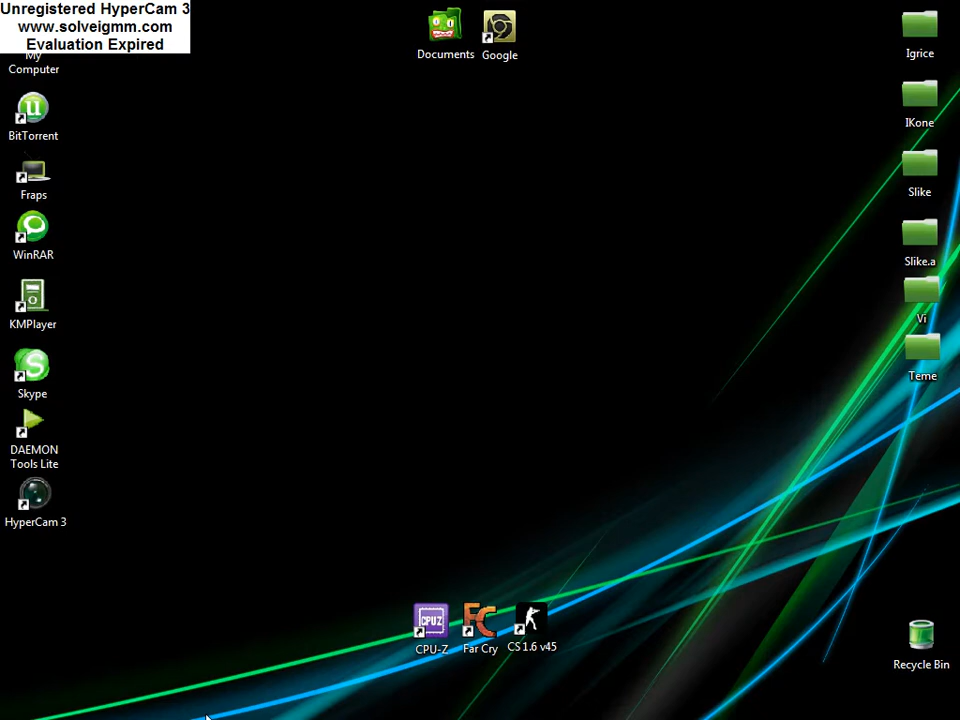 Unregistered HyperCam 3
www.solveigmm.com
Evaluation Expired
My
Computer
BitTorrent
Fraps
WinRAR
KMPlayer
Skype
DAEMON
Tools Lite
HyperCam 3
Documents
Google
CPU-Z
Far Cry
CS 1.6 v45
Igrice
IKone
Slike
Slike.a
Vi
Teme
Recycle Bin